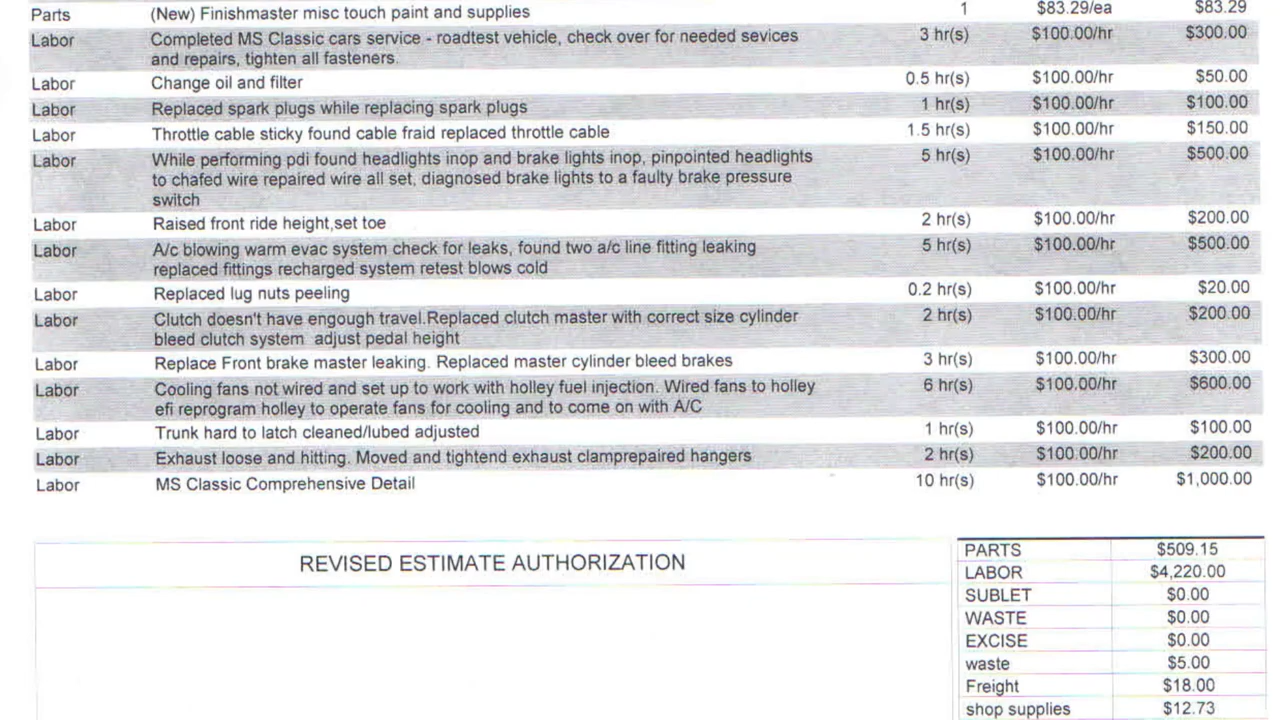 Parts (New) Finishmaster misc touch paint and supplies 1 $83.29/ea $83.29
Labor Completed MS Classic cars service - roadtest vehicle, check over for needed sevices 3 hr(s) $100.00/hr $300.00
and repairs, tighten all fasteners.
Labor Change oil and filter 0.5 hr(s) $100.00/hr $50.00
Labor Replaced spark plugs while replacing spark plugs 1 hr(s) $100.00/hr $100.00
Labor Throttle cable sticky found cable fraid replaced throttle cable 1.5 hr(s) $100.00/hr $150.00
Labor While performing pdi found headlights inop and brake lights inop, pinpointed headlights 5 hr(s) $100.00/hr $500.00
to chafed wire repaired wire all set, diagnosed brake lights to a faulty brake pressure
switch
Labor Raised front ride height,set toe 2 hr(s) $100.00/hr $200.00
Labor A/c blowing warm evac system check for leaks, found two a/c line fitting leaking 5 hr(s) $100.00/hr $500.00
replaced fittings recharged system retest blows cold
Labor Replaced lug nuts peeling 0.2 hr(s) $100.00/hr $20.00
Labor Clutch doesn't have engough travel.Replaced clutch master with correct size cylinder 2 hr(s) $100.00/hr $200.00
bleed clutch system adjust pedal height
Labor Replace Front brake master leaking. Replaced master cylinder bleed brakes 3 hr(s) $100.00/hr $300.00
Labor Cooling fans not wired and set up to work with holley fuel injection. Wired fans to holley 6 hr(s) $100.00/hr $600.00
efi reprogram holley to operate fans for cooling and to come on with A/C
Labor Trunk hard to latch cleaned/lubed adjusted 1 hr(s) $100.00/hr $100.00
Labor Exhaust loose and hitting. Moved and tightend exhaust clamprepaired hangers 2 hr(s) $100.00/hr $200.00
Labor MS Classic Comprehensive Detail 10 hr(s) $100.00/hr $1,000.00
REVISED ESTIMATE AUTHORIZATION
PARTS $509.15
LABOR $4,220.00
SUBLET $0.00
WASTE $0.00
EXCISE $0.00
waste $5.00
Freight $18.00
shop supplies $12.73